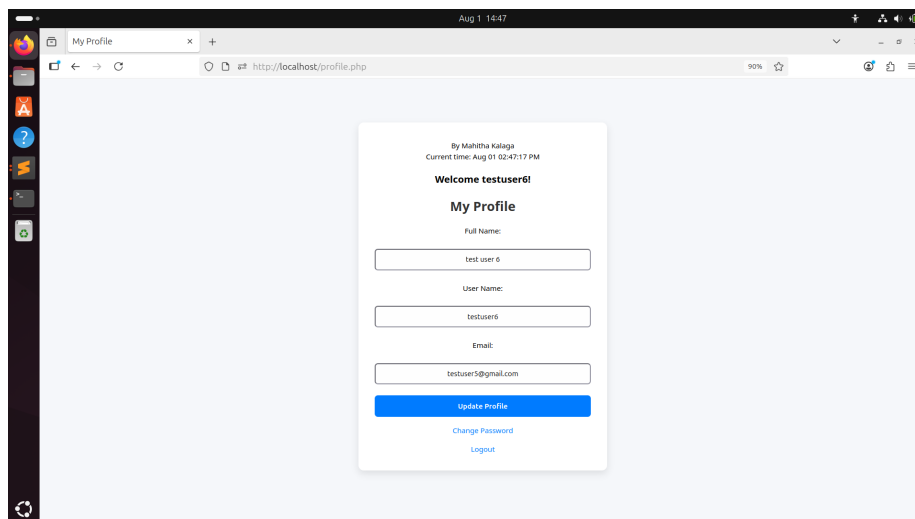 Aug 1 14:47
My Profile
http://localhost/profile.php
90%
By Mahitha Kalaga
Current time: Aug 01 02:47:17 PM
Welcome testuser6!
My Profile
Full Name:
test user 6
User Name:
testuser6
Email:
testuser5@gmail.com
Update Profile
Change Password
Logout